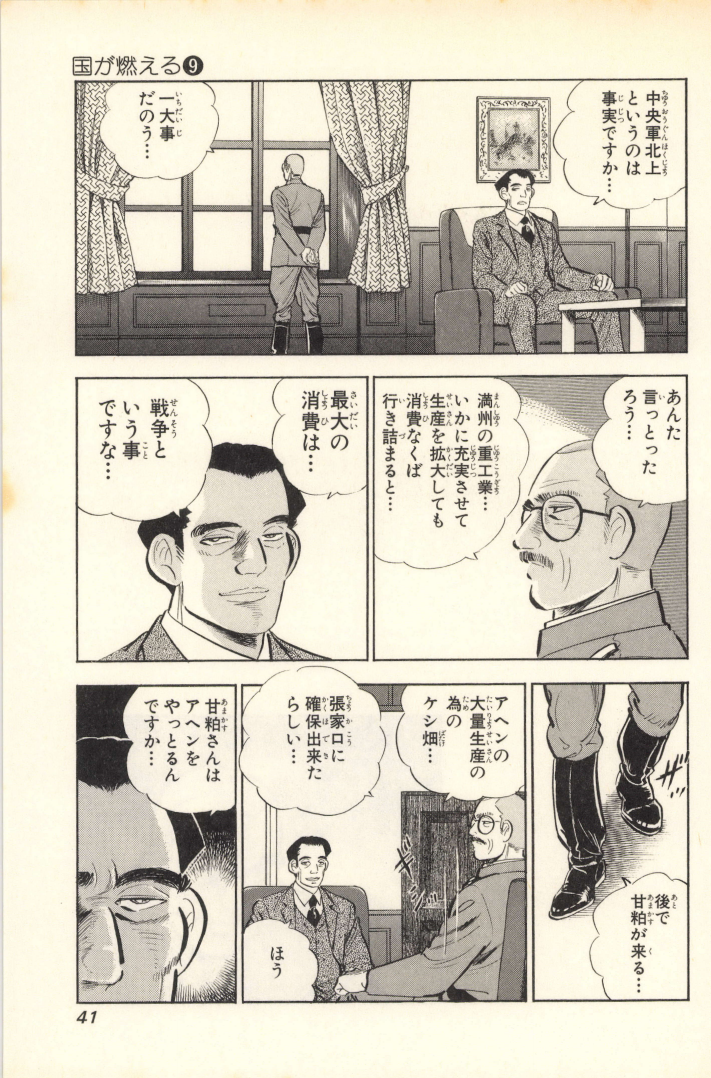 国が燃える❾
中央軍北上
というのは
事実ですか…
一大事
だのう…
あんた
言っとった
ろう…
満州の重工業…
いかに充実させて
生産を拡大しても
消費なくば
行き詰まると…
最大の
消費は…
戦争と
いう事
ですな…
後で
甘粕が来る…
アヘンの
大量生産の
為の
ケシ畑…
張家口に
確保出来た
らしい…
ほう
甘粕さんは
アヘンを
やっとるん
ですか…
41